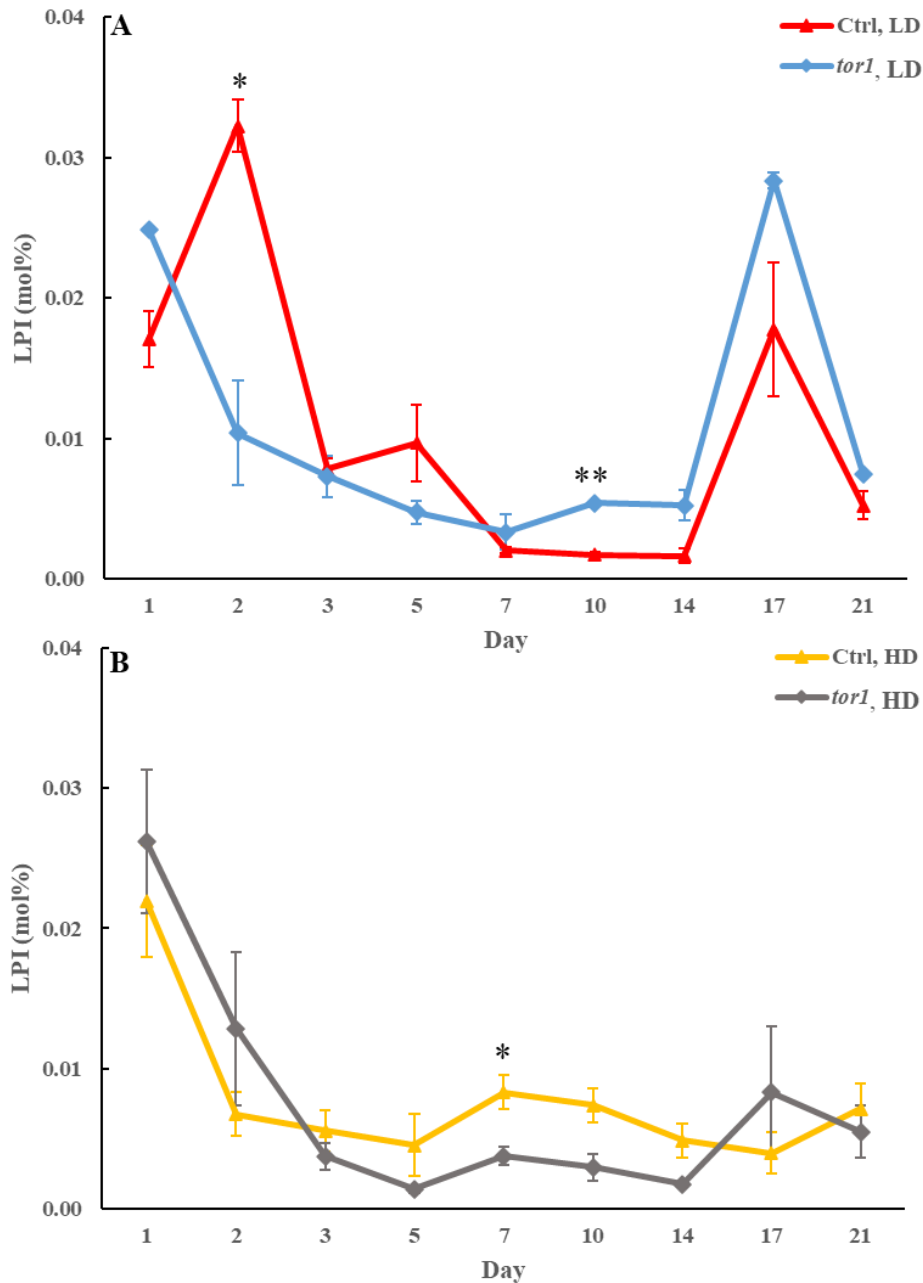 A
Ctrl, LD
tor1, LD
0.04
0.03
0.02
0.01
0.00
LPI (mol%)
*
**
1 2 3 5 7 10 14 17 21
Day
B
Ctrl, HD
tor1, HD
0.04
0.03
0.02
0.01
0.00
LPI (mol%)
*
1 2 3 5 7 10 14 17 21
Day